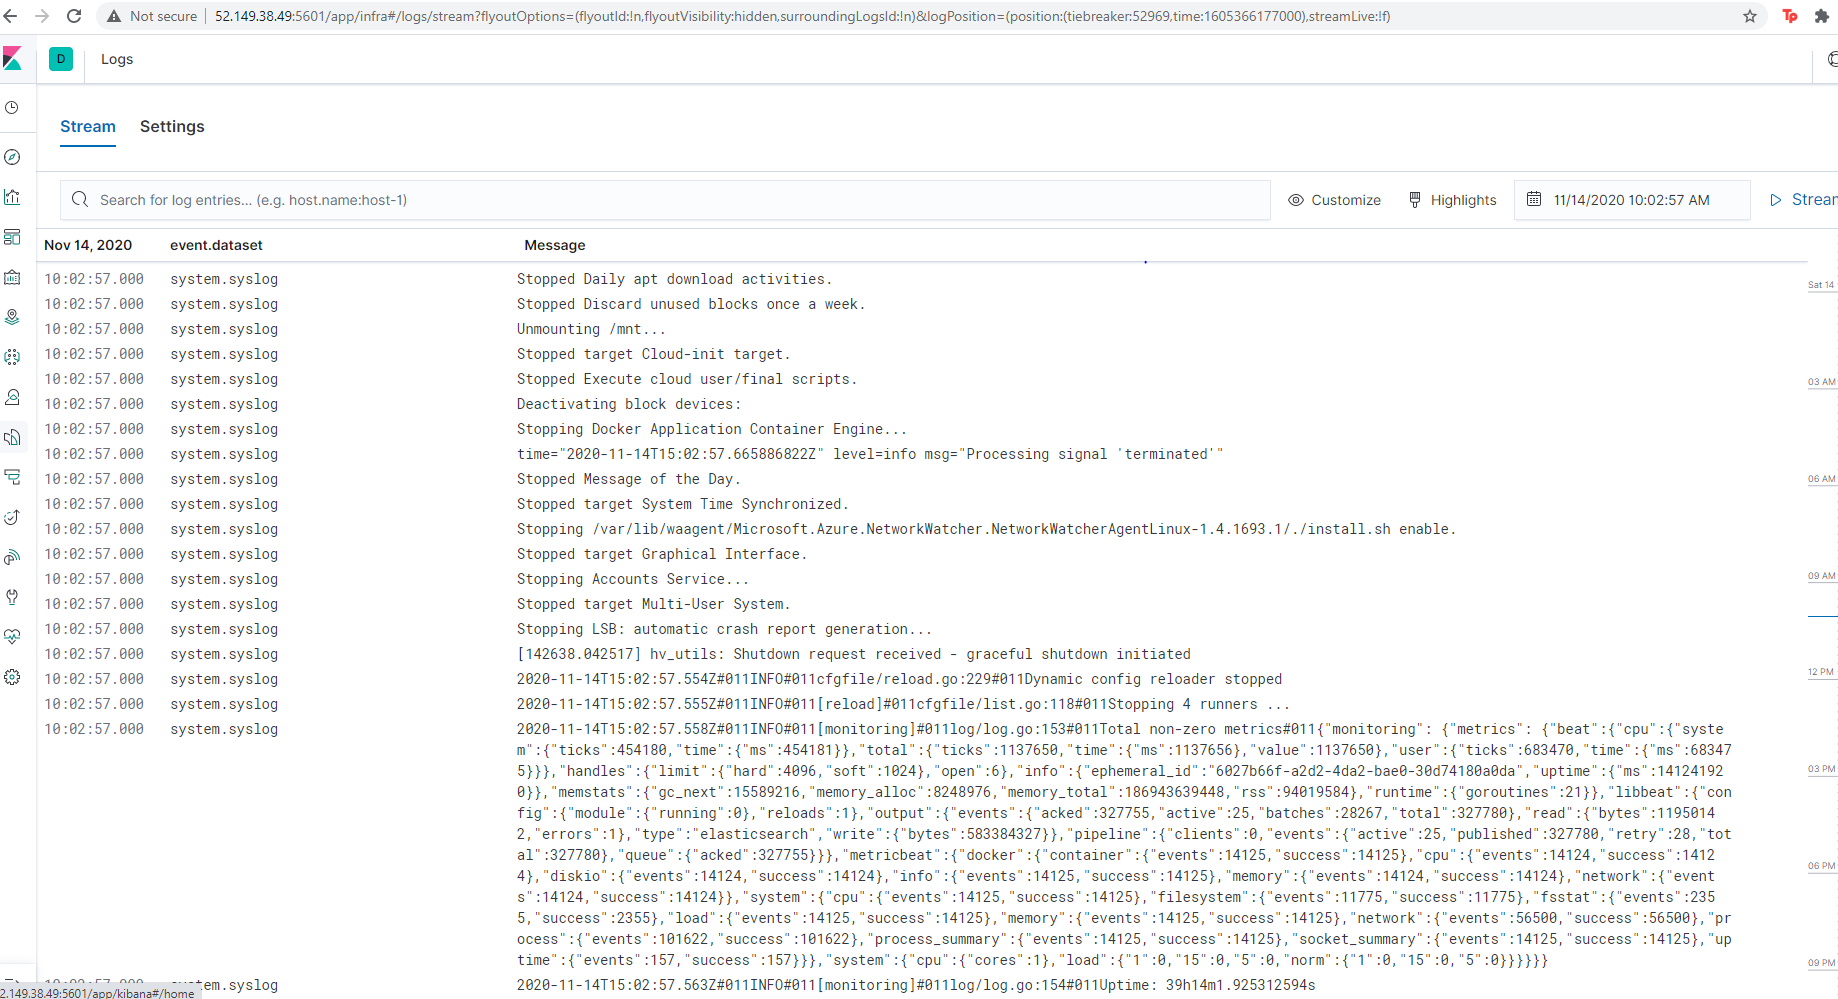 Not secure | 52.149.38.49:5601/app/infra#/logs/stream?flyoutOptions=(flyoutId:!n,flyoutVisibility:hidden,surroundingLogsId:!n)&logPosition=(position:(tiebreaker:52969,time:1605366177000),streamLive:!f)
Tp
D Logs
Stream Settings
Search for log entries... (e.g. host.name:host-1) Customize Highlights 11/14/2020 10:02:57 AM Stream
Nov 14, 2020 event.dataset Message
10:02:57.000 system.syslog Stopped Daily apt download activities.
Sat 14
10:02:57.000 system.syslog Stopped Discard unused blocks once a week.
10:02:57.000 system.syslog Unmounting /mnt...
10:02:57.000 system.syslog Stopped target Cloud-init target.
10:02:57.000 system.syslog Stopped Execute cloud user/final scripts.
03 AM
10:02:57.000 system.syslog Deactivating block devices:
10:02:57.000 system.syslog Stopping Docker Application Container Engine...
10:02:57.000 system.syslog time="2020-11-14T15:02:57.665886822Z" level=info msg="Processing signal 'terminated'"
10:02:57.000 system.syslog Stopped Message of the Day.
06 AM
10:02:57.000 system.syslog Stopped target System Time Synchronized.
10:02:57.000 system.syslog Stopping /var/lib/waagent/Microsoft.Azure.NetworkWatcher.NetworkWatcherAgentLinux-1.4.1693.1/./install.sh enable.
10:02:57.000 system.syslog Stopped target Graphical Interface.
10:02:57.000 system.syslog Stopping Accounts Service...
09 AM
10:02:57.000 system.syslog Stopped target Multi-User System.
10:02:57.000 system.syslog Stopping LSB: automatic crash report generation...
10:02:57.000 system.syslog [142638.042517] hv_utils: Shutdown request received - graceful shutdown initiated
12 PM
10:02:57.000 system.syslog 2020-11-14T15:02:57.554Z#011INFO#011cfgfile/reload.go:229#011Dynamic config reloader stopped
10:02:57.000 system.syslog 2020-11-14T15:02:57.555Z#011INFO#011[reload]#011cfgfile/list.go:118#011Stopping 4 runners ...
10:02:57.000 system.syslog 2020-11-14T15:02:57.558Z#011INFO#011[monitoring]#011log/log.go:153#011Total non-zero metrics#011{"monitoring": {"metrics": {"beat":{"cpu":{"syste
m":{"ticks":454180,"time":{"ms":454181}},"total":{"ticks":1137650,"time":{"ms":1137656},"value":1137650},"user":{"ticks":683470,"time":{"ms":68347
5}}},"handles":{"limit":{"hard":4096,"soft":1024},"open":6},"info":{"ephemeral_id":"6027b66f-a2d2-4da2-bae0-30d74180a0da","uptime":{"ms":14124192
03 PM
0}},"memstats":{"gc_next":15589216,"memory_alloc":8248976,"memory_total":186943639448,"rss":94019584},"runtime":{"goroutines":21}},"libbeat":{"con
fig":{"module":{"running":0},"reloads":1},"output":{"events":{"acked":327755,"active":25,"batches":28267,"total":327780},"read":{"bytes":1195014
2,"errors":1},"type":"elasticsearch","write":{"bytes":583384327}},"pipeline":{"clients":0,"events":{"active":25,"published":327780,"retry":28,"tot
al":327780},"queue":{"acked":327755}}},"metricbeat":{"docker":{"container":{"events":14125,"success":14125},"cpu":{"events":14124,"success":1412
06 PM
4},"diskio":{"events":14124,"success":14124},"info":{"events":14125,"success":14125},"memory":{"events":14124,"success":14124},"network":{"event
s":14124,"success":14124}},"system":{"cpu":{"events":14125,"success":14125},"filesystem":{"events":11775,"success":11775},"fsstat":{"events":235
5,"success":2355},"load":{"events":14125,"success":14125},"memory":{"events":14125,"success":14125},"network":{"events":56500,"success":56500},"pr
ocess":{"events":101622,"success":101622},"process_summary":{"events":14125,"success":14125},"socket_summary":{"events":14125,"success":14125},"up
time":{"events":157,"success":157}}},"system":{"cpu":{"cores":1},"load":{"1":0,"15":0,"5":0,"norm":{"1":0,"15":0,"5":0}}}}}}
09 PM
system.syslog 2020-11-14T15:02:57.563Z#011INFO#011[monitoring]#011log/log.go:154#011Uptime: 39h14m1.925312594s
2.149.38.49:5601/app/kibana#/home